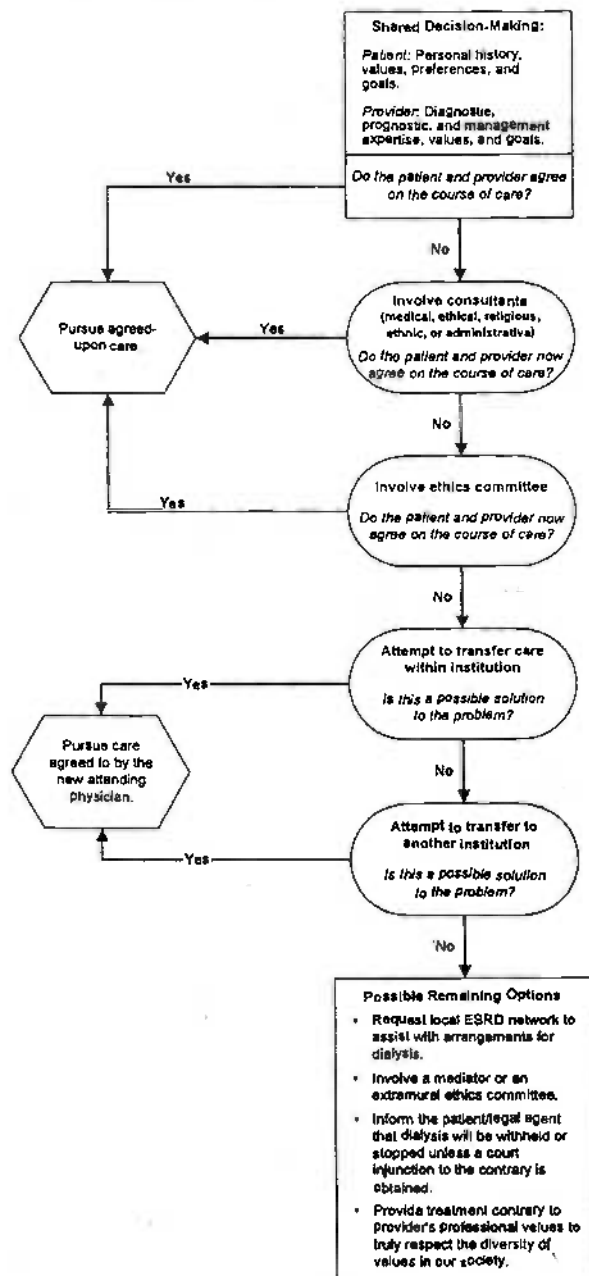 Shared Decision-Making:
Patient: Personal history,
values, preferences, and
goals.
Provider: Diagnostic,
prognostic, and management
expertise, values, and goals.
Do the patient and provider agree
on the course of care?
Yes
No
Involve consultants
(medical, ethical, religious,
ethnic, or administrative)
Do the patient and provider now
agree on the course of care?
Yes
Pursue agreed-
upon care
No
Involve ethics committee
Do the patient and provider now
agree on the course of care?
Yes
No
Attempt to transfer care
within institution
Is this a possible solution
to the problem?
Yes
Pursue care
agreed to by the
new attending
physician.
No
Attempt to transfer to
another institution
Is this a possible solution
to the problem?
Yes
No
Possible Remaining Options
• Request local ESRD network to
assist with arrangements for
dialysis.
• Involve a mediator or an
extramural ethics committee.
• Inform the patient/legal agent
that dialysis will be withheld or
stopped unless a court
injunction to the contrary is
obtained.
• Provide treatment contrary to
provider's professional values to
truly respect the diversity of
values in our society.